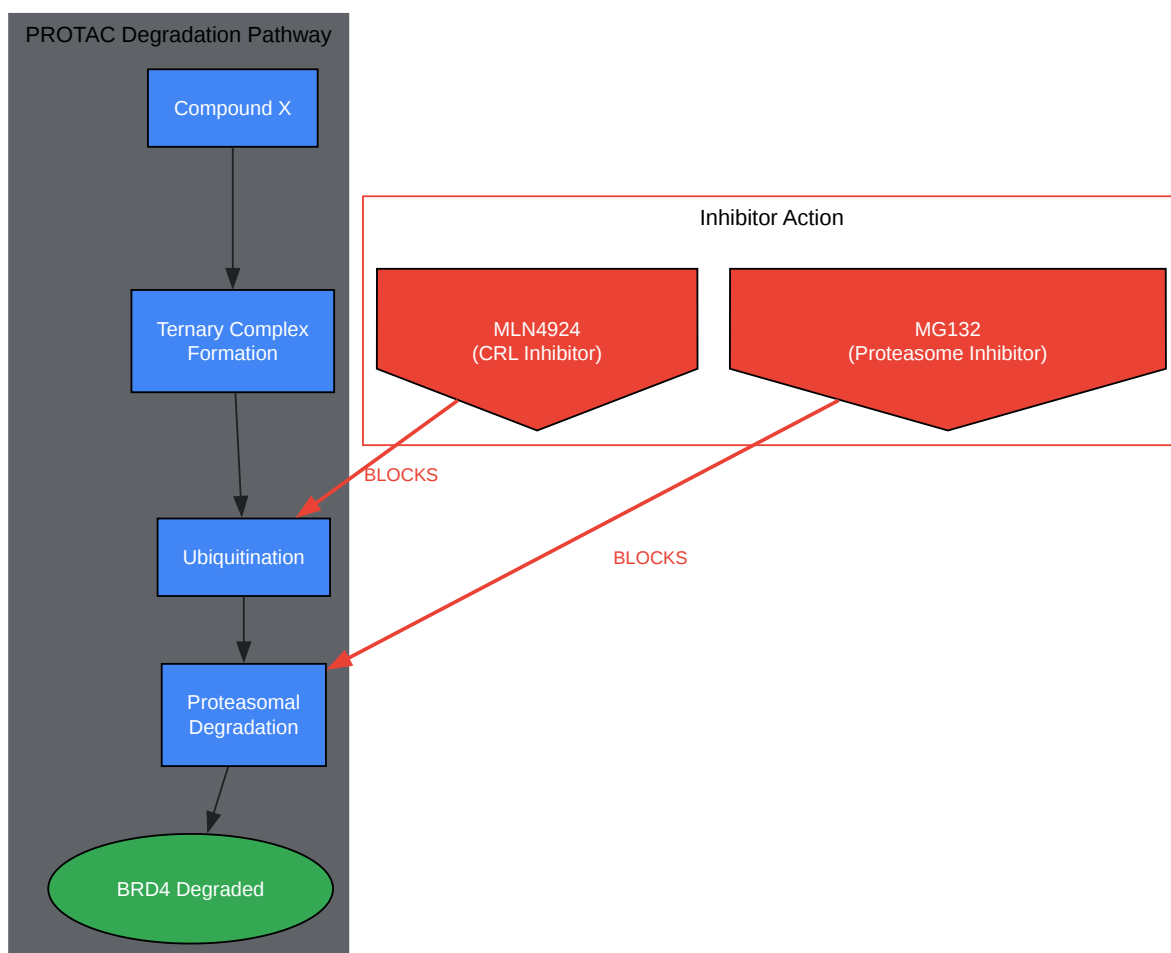 PROTAC Degradation Pathway
Compound X
Inhibitor Action
Ternary Complex
Formation
MLN4924
(CRL Inhibitor)
MG132
(Proteasome Inhibitor)
BLOCKS
BLOCKS
Ubiquitination
Proteasomal
Degradation
BRD4 Degraded